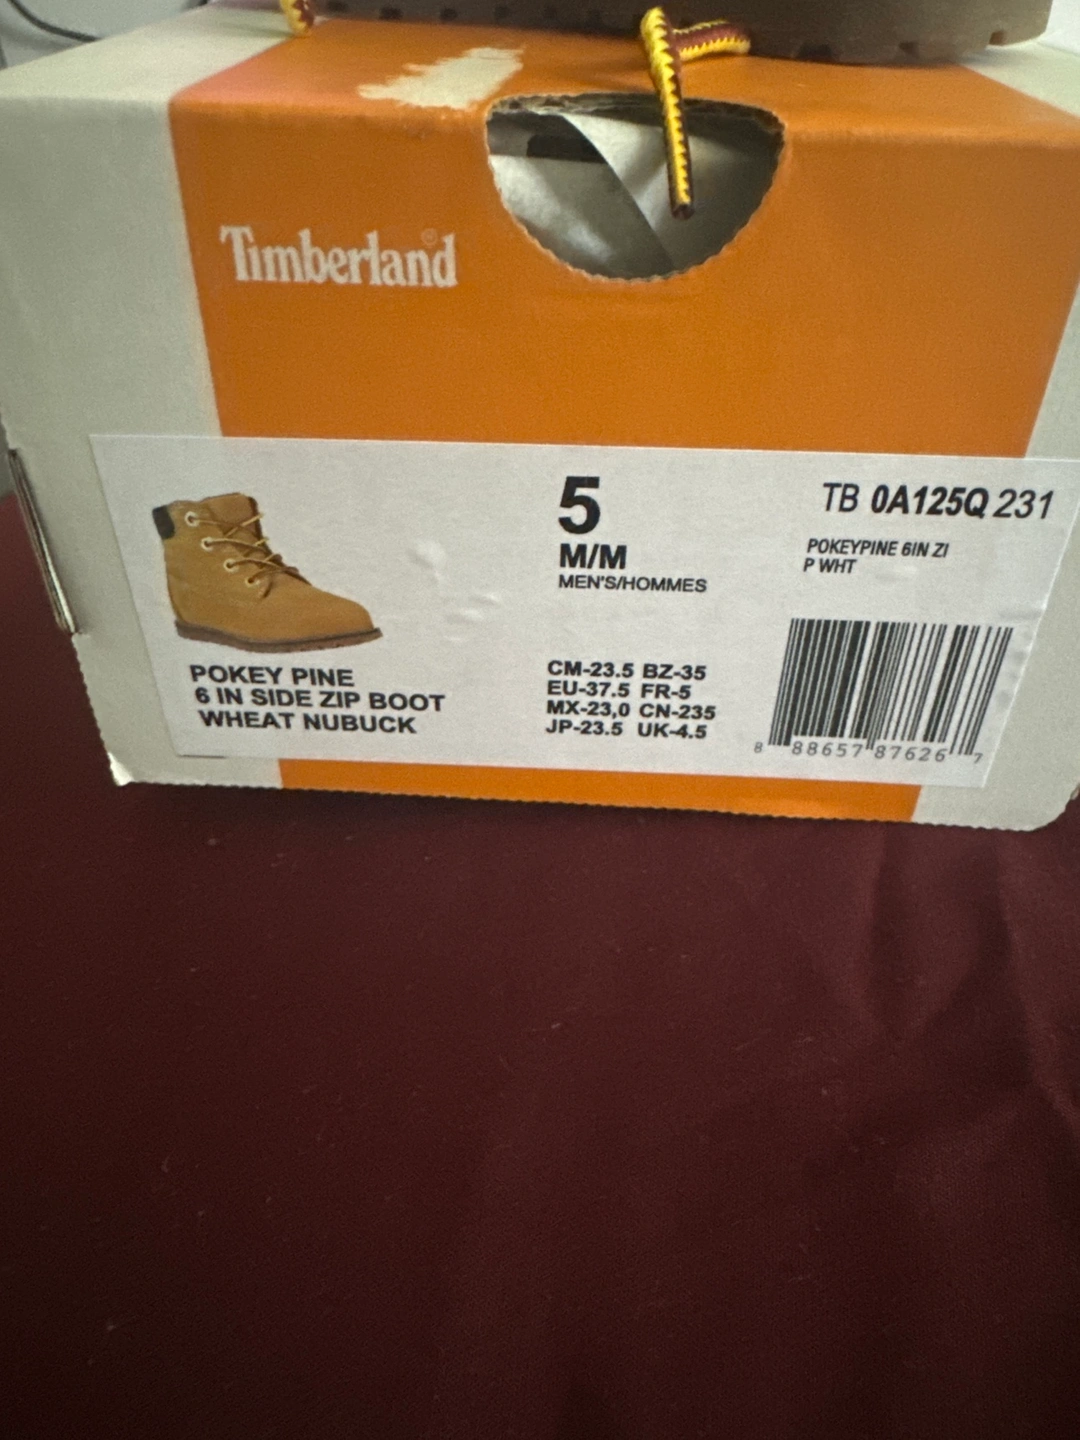 Timberland®
5
M/M
MEN'S/HOMMES
TB 0A125Q 231
POKEYPINE 6IN ZI
P WHT
POKEY PINE
6 IN SIDE ZIP BOOT
WHEAT NUBUCK
CM-23.5 BZ-35
EU-37.5 FR-5
MX-23,0 CN-235
JP-23.5 UK-4.5
8 88657 87626 7